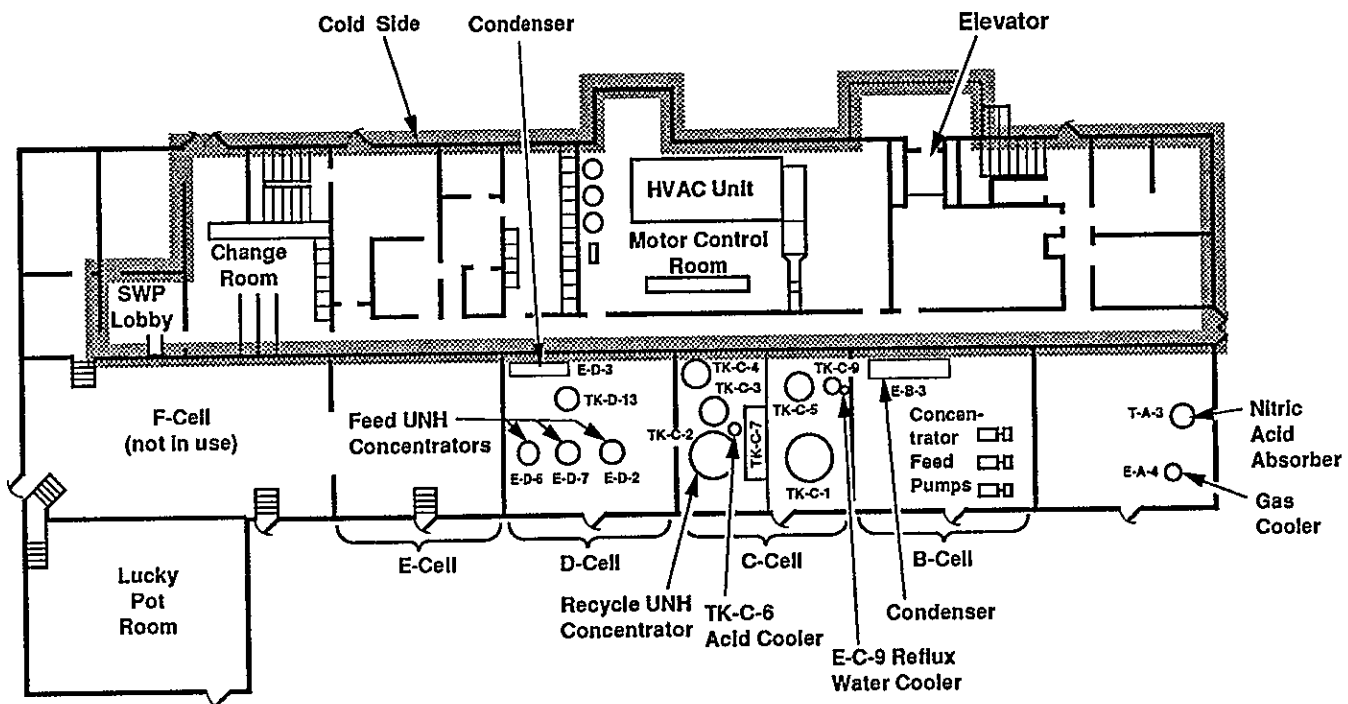 Cold Side
Condenser
Elevator
HVAC Unit
Motor Control
Room
Change
Room
SWP
Lobby
E-D-3
TK-D-13
Feed UNH
Concentrators
E-D-6
E-D-7
E-D-2
TK-C-4
TK-C-3
TK-C-2
TK-C-7
TK-C-9
TK-C-5
TK-C-1
E-B-3
Concen-
trator
Feed
Pumps
T-A-3
Nitric
Acid
Absorber
E-A-4
Gas
Cooler
F-Cell
(not in use)
E-Cell
D-Cell
C-Cell
B-Cell
Lucky
Pot
Room
Recycle UNH
Concentrator
TK-C-6
Acid Cooler
Condenser
E-C-9 Reflux
Water Cooler